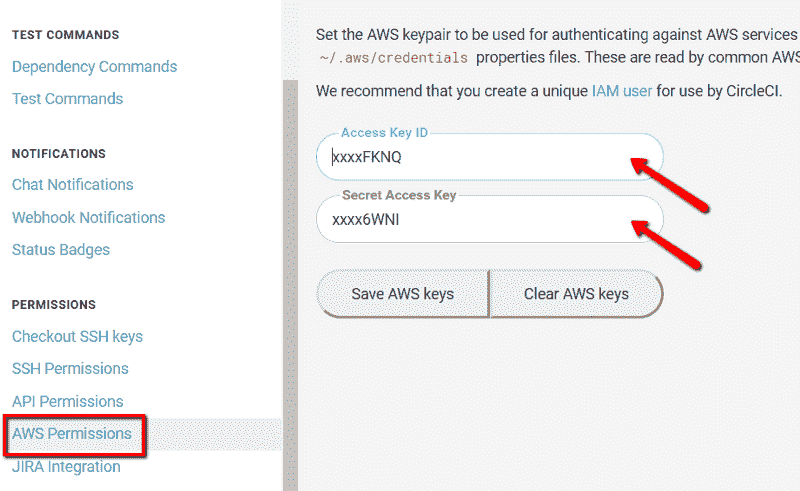 TEST COMMANDS
Dependency Commands
Test Commands
NOTIFICATIONS
Chat Notifications
Webhook Notifications
Status Badges
PERMISSIONS
Checkout SSH keys
SSH Permissions
API Permissions
AWS Permissions
JIRA Integration
Set the AWS keypair to be used for authenticating against AWS services
~/.aws/credentials properties files. These are read by common AWS
We recommend that you create a unique IAM user for use by CircleCI.
Access Key ID
xxxxFKNQ
Secret Access Key
xxxx6WNI
Save AWS keys
Clear AWS keys